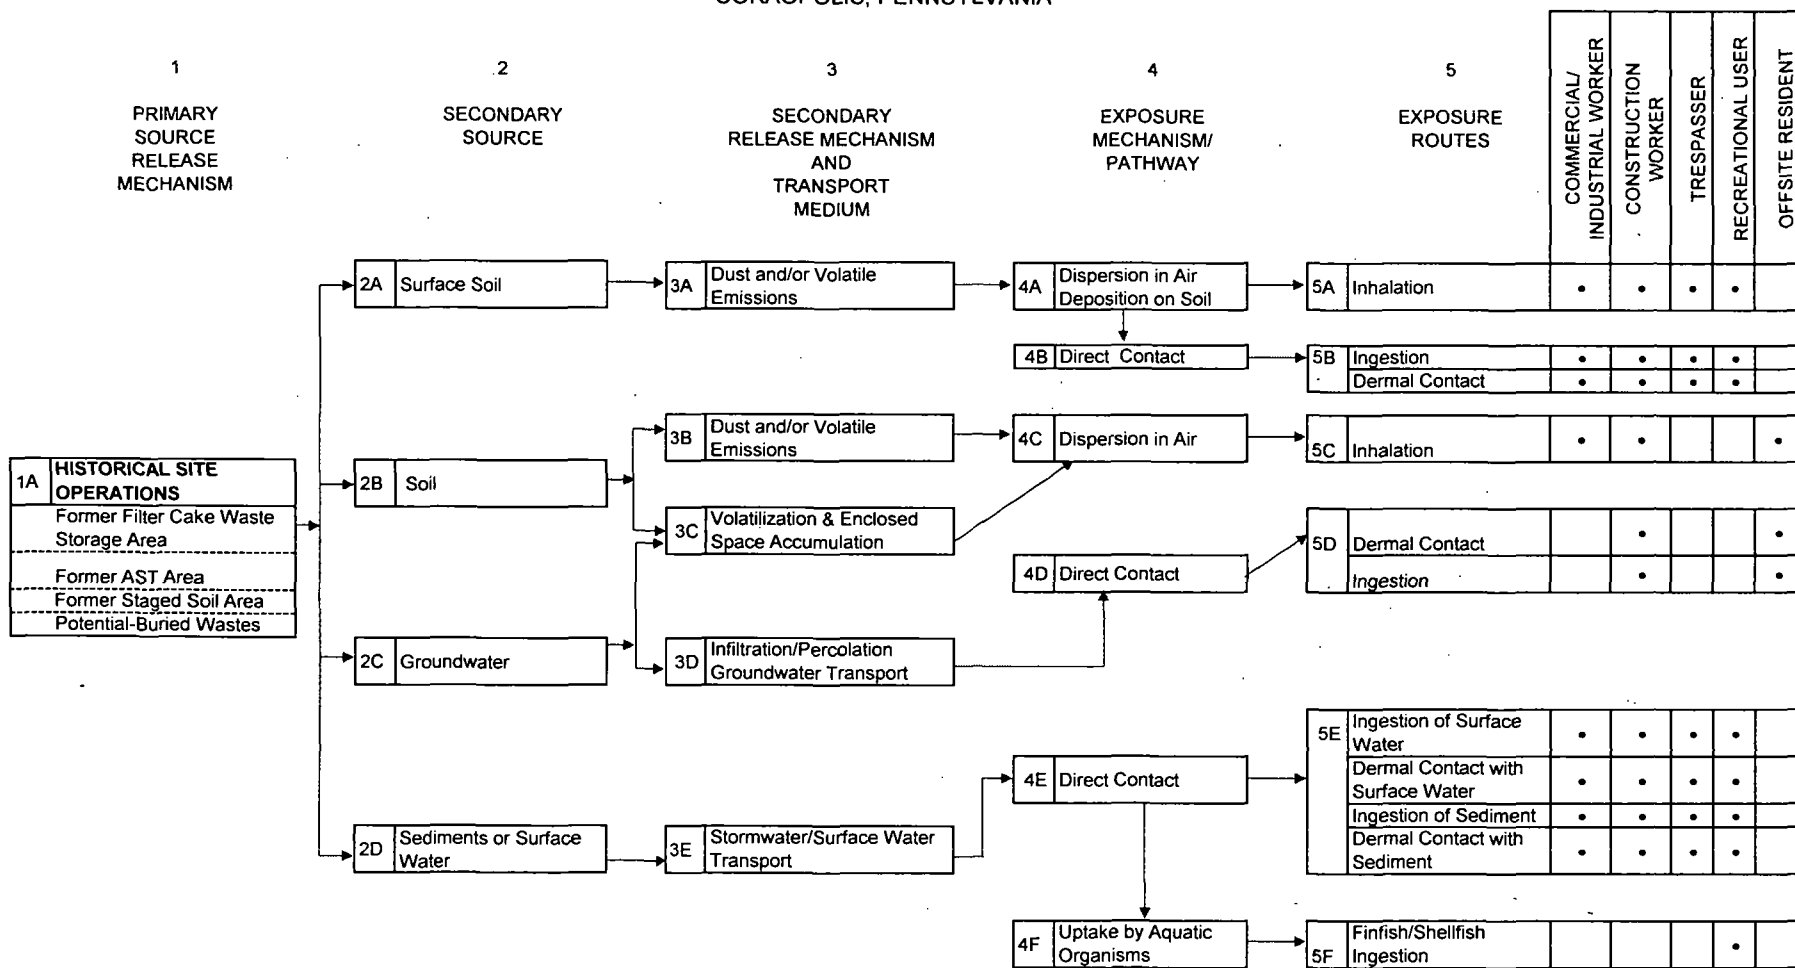 CORAOPOLIS, PENNSYLVANIA
1
2
3
4
5
PRIMARY
SOURCE
RELEASE
MECHANISM
SECONDARY
SOURCE
SECONDARY
RELEASE MECHANISM
AND
TRANSPORT
MEDIUM
EXPOSURE
MECHANISM/
PATHWAY
EXPOSURE
ROUTES
COMMERCIAL/
INDUSTRIAL WORKER
CONSTRUCTION
WORKER
TRESPASSER
RECREATIONAL USER
OFFSITE RESIDENT
2A Surface Soil
3A Dust and/or Volatile
Emissions
4A Dispersion in Air
Deposition on Soil
5A Inhalation • • • •
4B Direct Contact
5B Ingestion • • • •
Dermal Contact • • • •
1A HISTORICAL SITE
OPERATIONS
Former Filter Cake Waste
Storage Area
Former AST Area
Former Staged Soil Area
Potential-Buried Wastes
2B Soil
3B Dust and/or Volatile
Emissions
4C Dispersion in Air
5C Inhalation • • •
3C Volatilization & Enclosed
Space Accumulation
4D Direct Contact
5D Dermal Contact • •
Ingestion • •
2C Groundwater
3D Infiltration/Percolation
Groundwater Transport
2D Sediments or Surface
Water
3E Stormwater/Surface Water
Transport
4E Direct Contact
5E Ingestion of Surface
Water • • • •
Dermal Contact with
Surface Water • • • •
Ingestion of Sediment • • • •
Dermal Contact with
Sediment • • • •
4F Uptake by Aquatic
Organisms
5F Finfish/Shellfish
Ingestion •